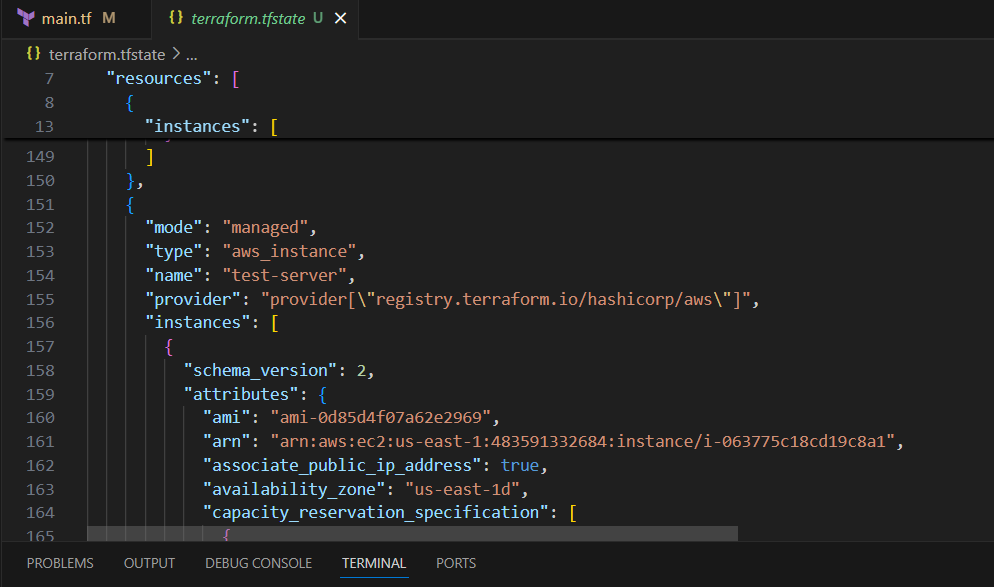 main.tf M {} terraform.tfstate U ×
{} terraform.tfstate > ...
7 "resources": [
8 {
13 "instances": [
149 ]
150 },
151 {
152 "mode": "managed",
153 "type": "aws_instance",
154 "name": "test-server",
155 "provider": "provider[\"registry.terraform.io/hashicorp/aws\"]",
156 "instances": [
157 {
158 "schema_version": 2,
159 "attributes": {
160 "ami": "ami-0d85d4f07a62e2969",
161 "arn": "arn:aws:ec2:us-east-1:483591332684:instance/i-063775c18cd19c8a1",
162 "associate_public_ip_address": true,
163 "availability_zone": "us-east-1d",
164 "capacity_reservation_specification": [
165 {
PROBLEMS OUTPUT DEBUG CONSOLE TERMINAL PORTS